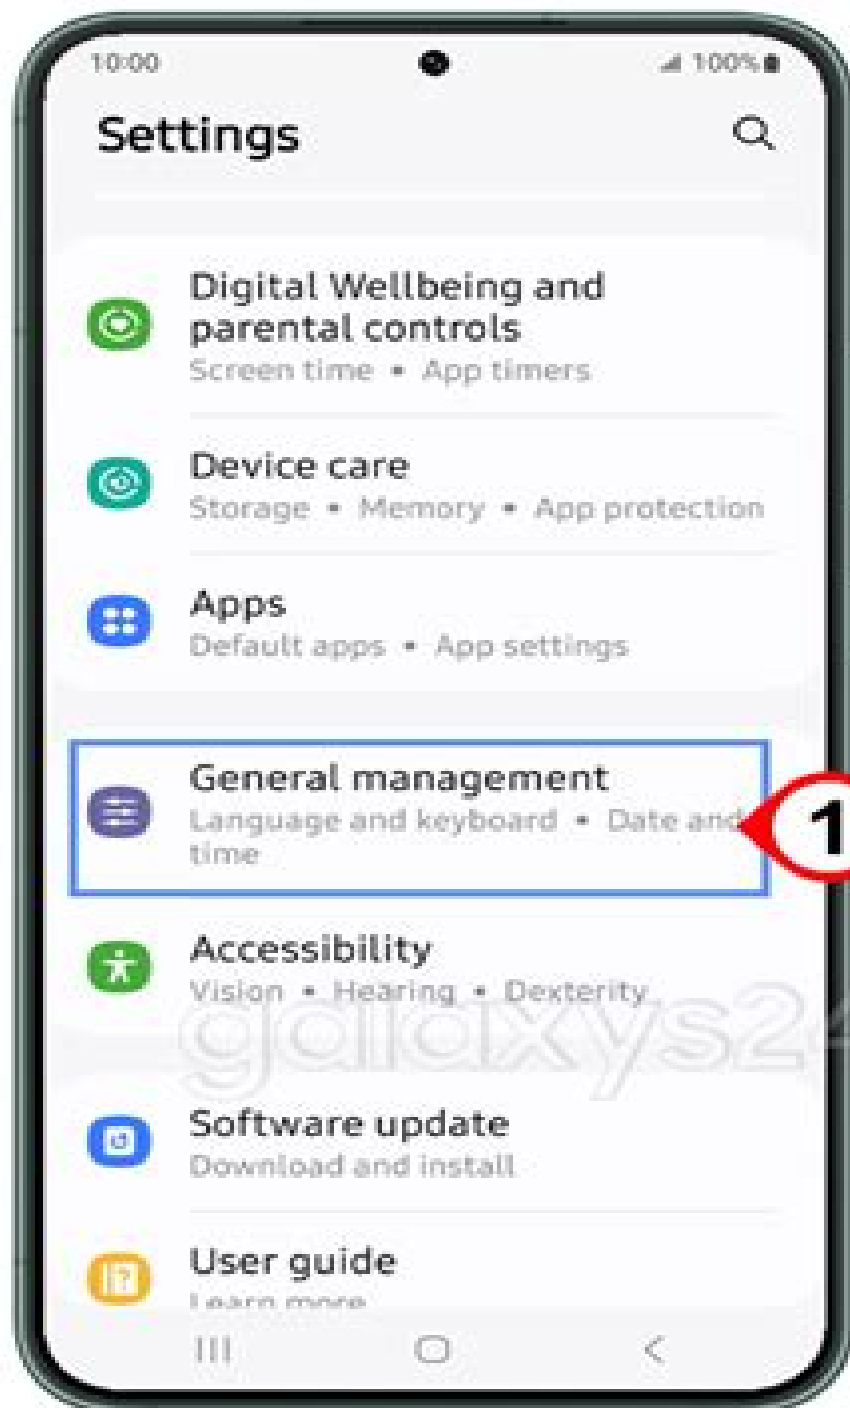 10:00
100%
Settings
Digital Wellbeing and
parental controls
Screen time • App timers
Device care
Storage • Memory • App protection
Apps
Default apps • App settings
General management
Language and keyboard • Date and
time
1
Accessibility
Vision • Hearing • Dexterity
galaxys24
Software update
Download and install
User guide
Learn more